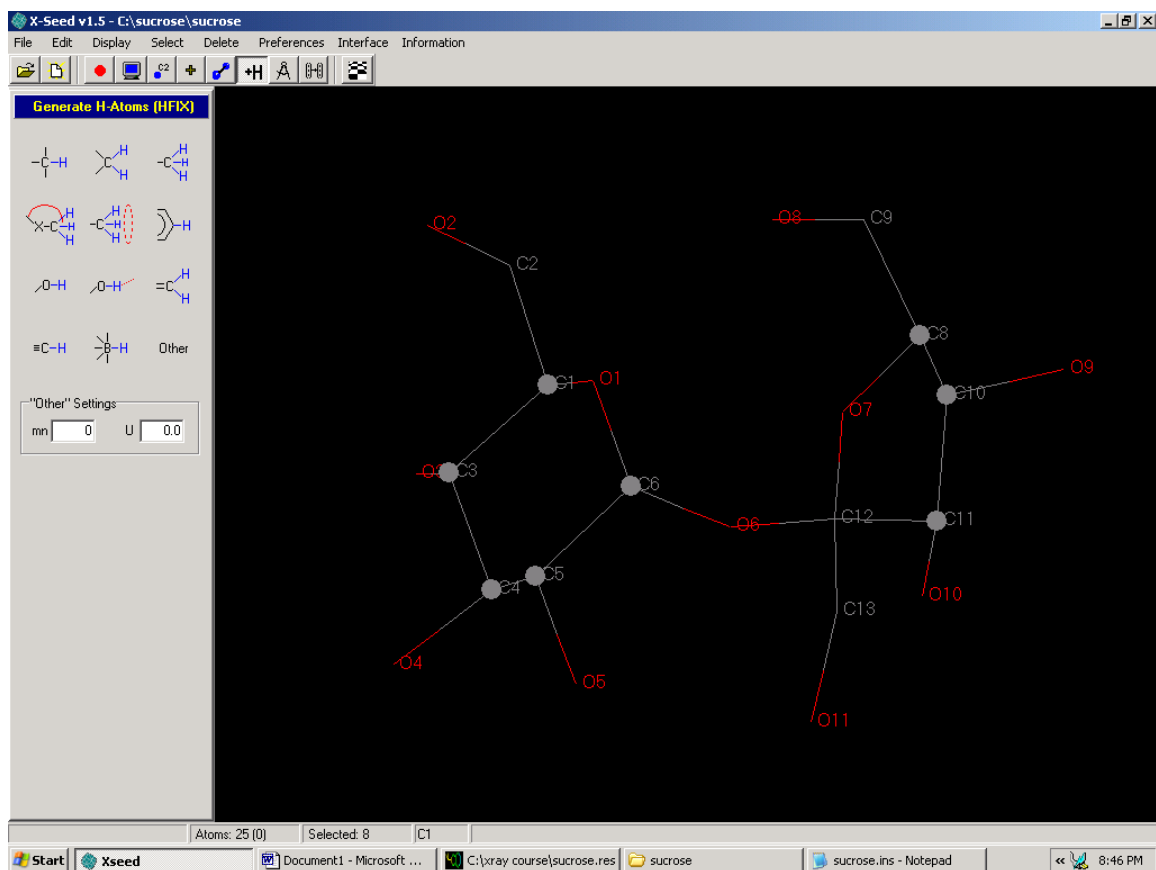 X-Seed v1.5 - C:\sucrose\sucrose
File Edit Display Select Delete Preferences Interface Information
C2 +H Å
Generate H-Atoms (HFIX)
-C-H C H H -C H H H
X-C H H H -C H H H -H
O-H O-H =C H H
≡C-H B-H Other
"Other" Settings
mn 0 U 0.0
O2
C2
O8
C9
C1
O1
C8
O9
C10
O7
O3
C3
C6
O6
C12
C11
C4
C5
O10
C13
O4
O5
O11
Atoms: 25 (0) Selected: 8 C1
Start Xseed Document1 - Microsoft ... C:\xray course\sucrose.res sucrose sucrose.ins - Notepad « 8:46 PM